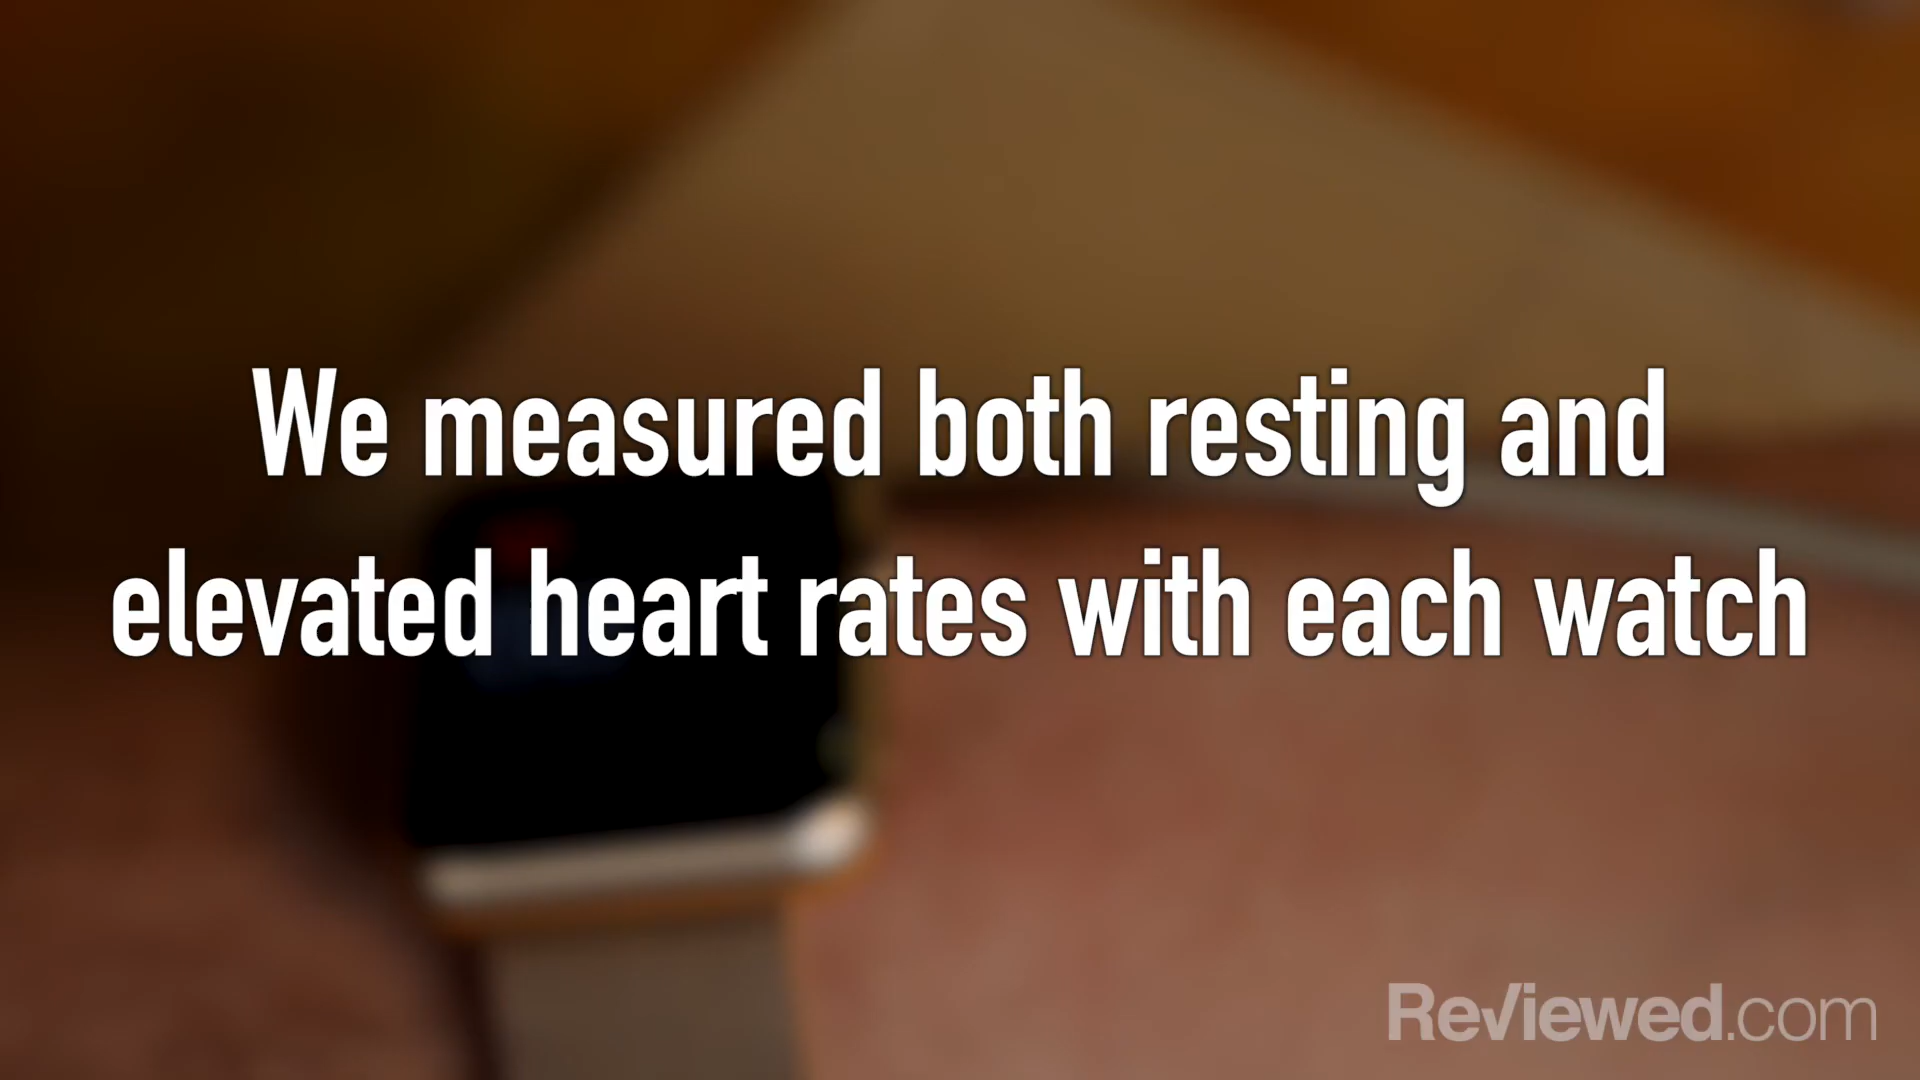 We measured both resting and
elevated heart rates with each watch
Reviewed.com